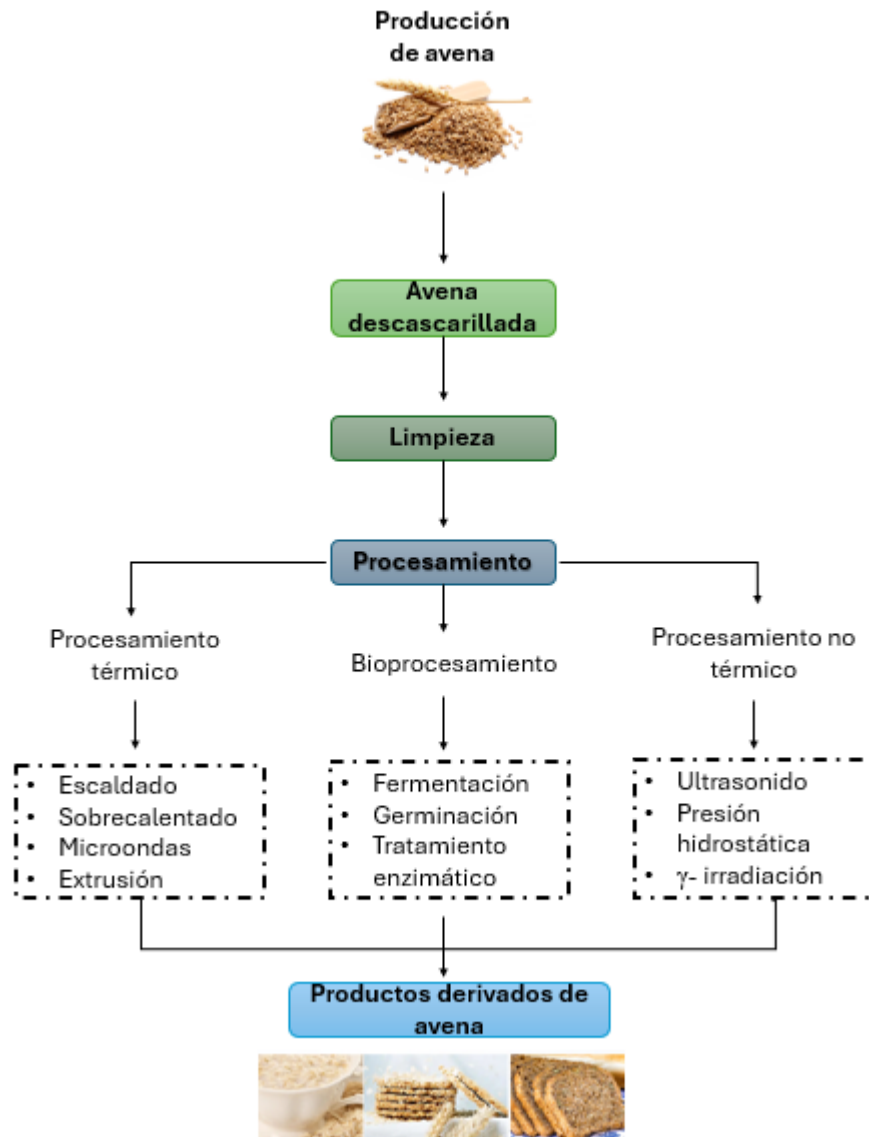 Producción
de avena
Avena
descascarillada
Limpieza
Procesamiento
Procesamiento
térmico
Bioprocesamiento
Procesamiento no
térmico
• Escaldado
• Sobrecalentado
• Microondas
• Extrusión
• Fermentación
• Germinación
• Tratamiento
enzimático
• Ultrasonido
• Presión
hidrostática
• γ- irradiación
Productos derivados de
avena